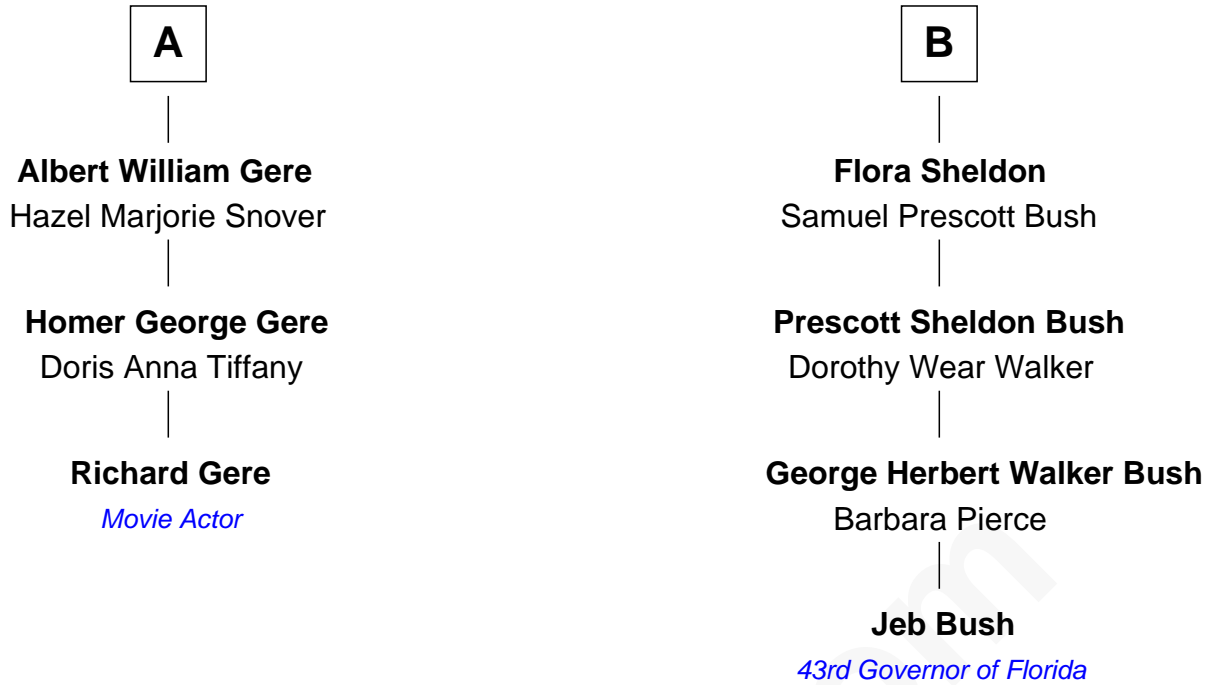 A
Albert William Gere
Hazel Marjorie Snover
Homer George Gere
Doris Anna Tiffany
Richard Gere
Movie Actor
B
Flora Sheldon
Samuel Prescott Bush
Prescott Sheldon Bush
Dorothy Wear Walker
George Herbert Walker Bush
Barbara Pierce
Jeb Bush
43rd Governor of Florida